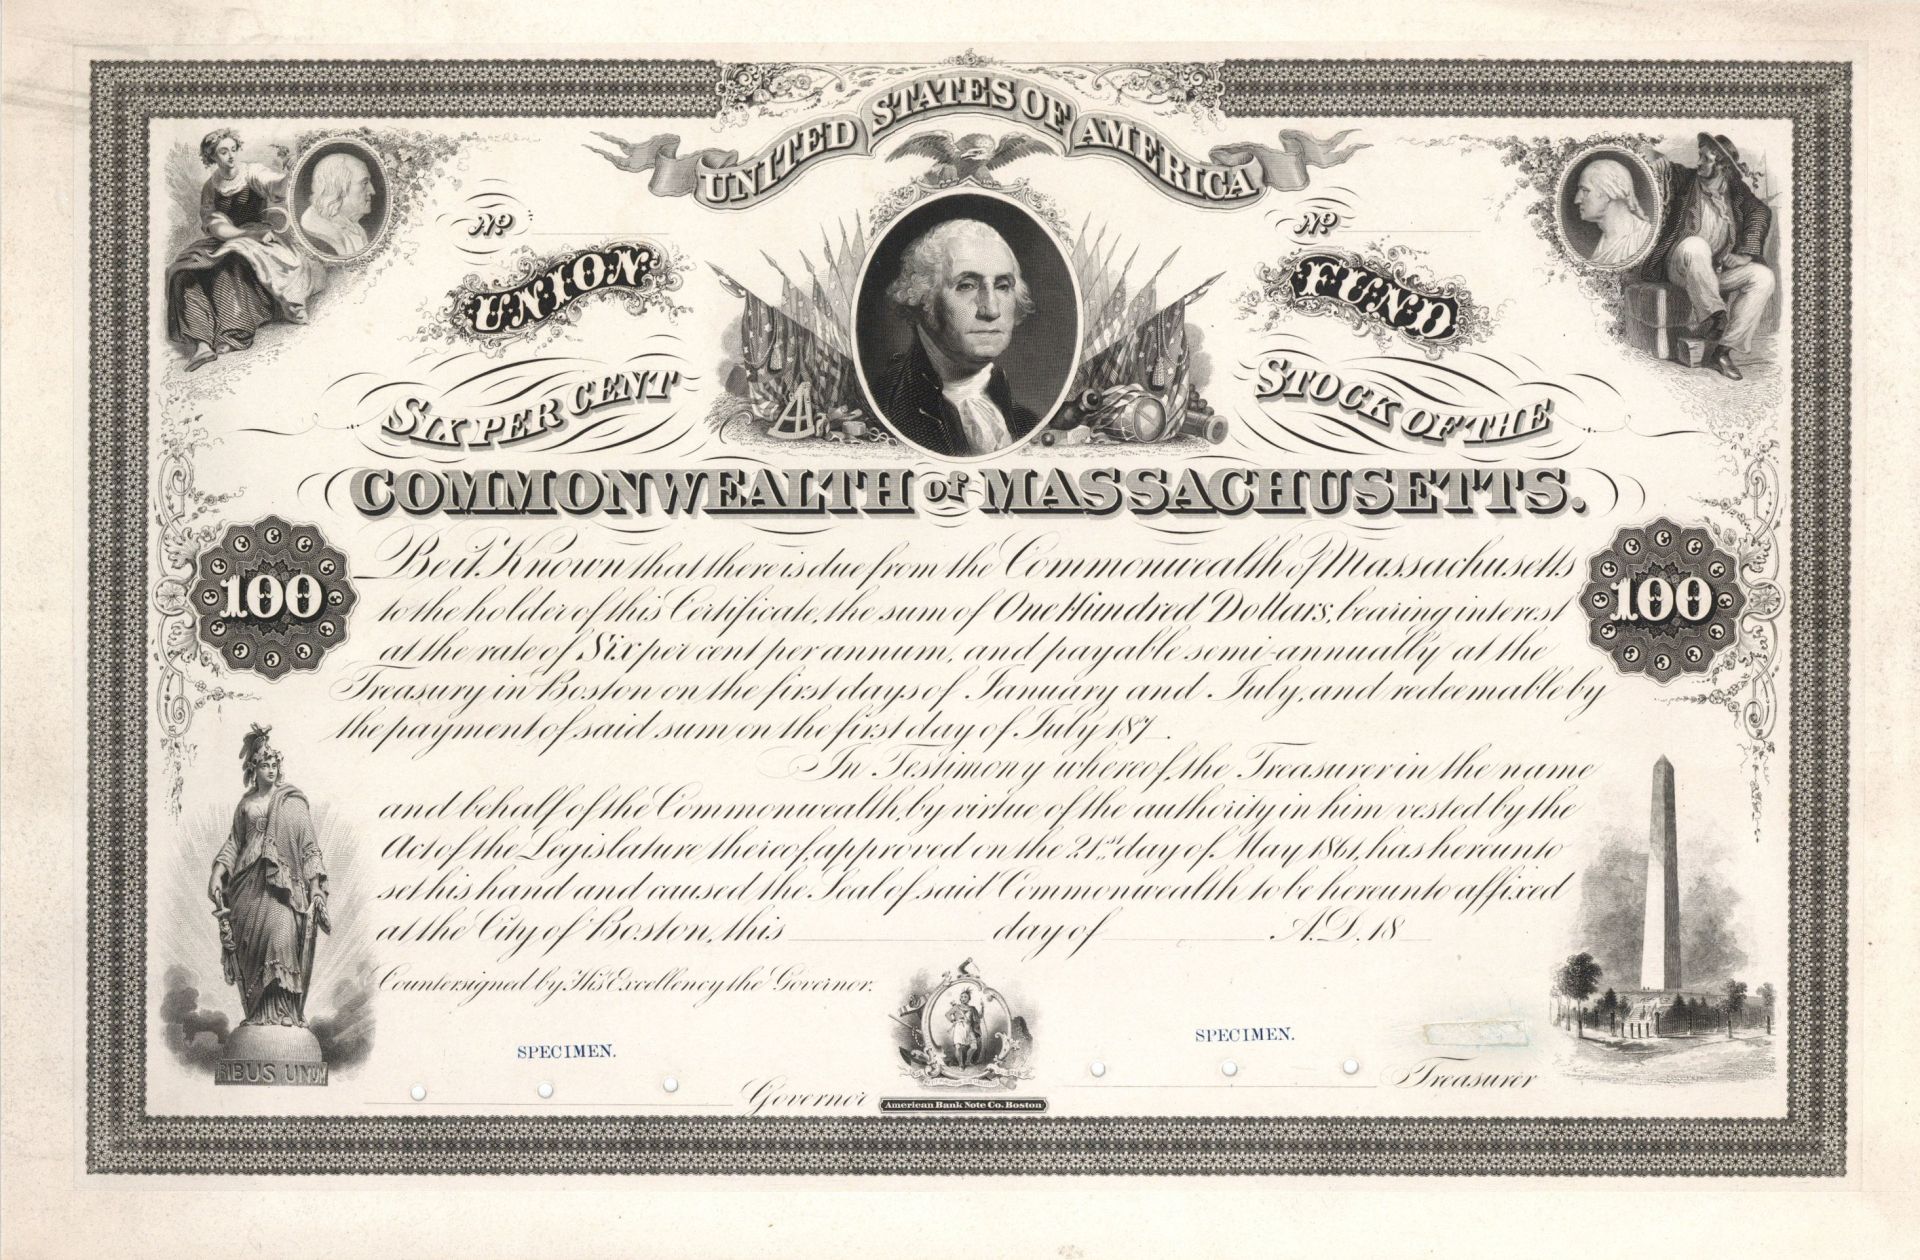 UNITED STATES OF AMERICA
No No
UNION FUND
SIX PER CENT STOCK OF THE
COMMONWEALTH of MASSACHUSETTS.
100 100
Be it Known that there is due from the Commonwealth of Massachusetts
to the holder of this Certificate, the sum of One Hundred Dollars, bearing interest
at the rate of Six per cent per annum, and payable semi-annually at the
Treasury in Boston on the first days of January and July, and redeemable by
the payment of said sum on the first day of July 187 .
In Testimony whereof, the Treasurer in the name
and behalf of the Commonwealth, by virtue of the authority in him vested by the
Act of the Legislature thereof, approved on the 21st day of May, 1861, has hereunto
set his hand and caused the Seal of said Commonwealth to be hereunto affixed
at the City of Boston, this day of A.D. 18
Countersigned by His Excellency the Governor.
SPECIMEN. SPECIMEN.
RIBUS UNUM
Governor Treasurer
American Bank Note Co. Boston